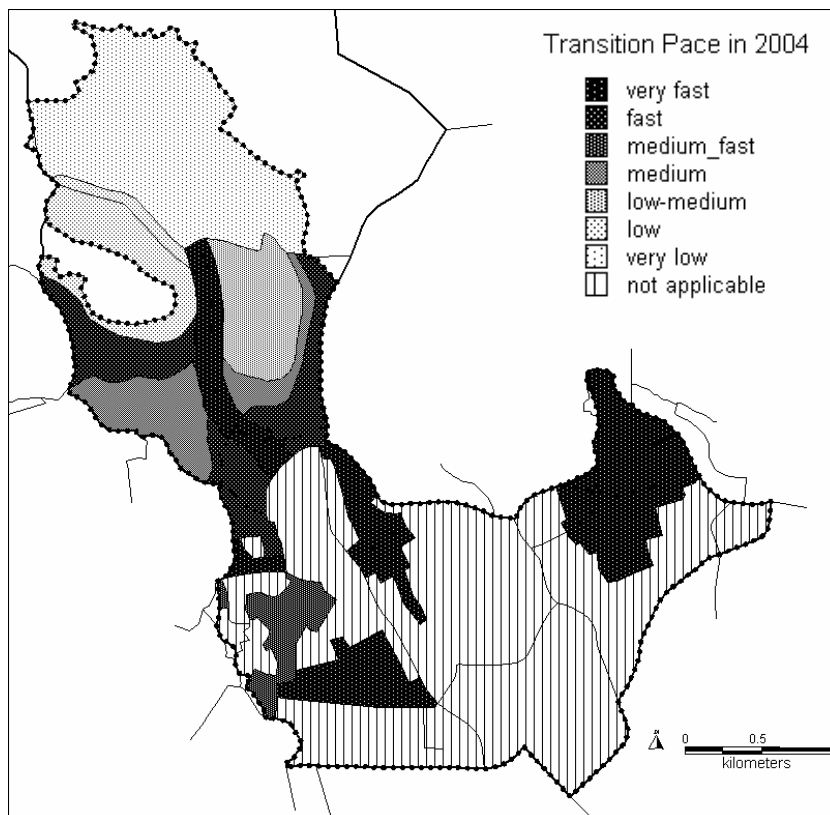 Transition Pace in 2004
very fast
fast
medium_fast
medium
low-medium
low
very low
not applicable
0 0.5
kilometers